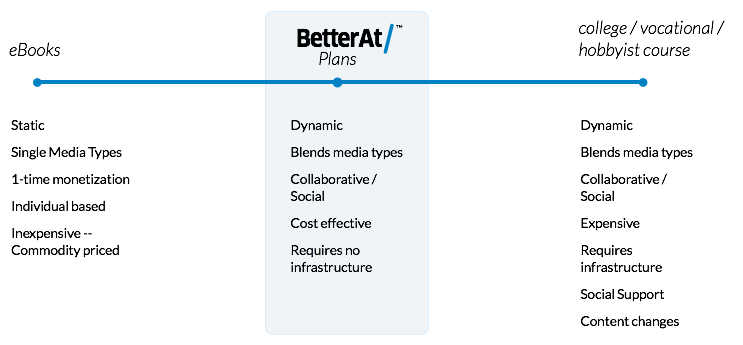 eBooks
BetterAt/™
Plans
college / vocational /
hobbyist course
Static
Single Media Types
1-time monetization
Individual based
Inexpensive --
Commodity priced
Dynamic
Blends media types
Collaborative /
Social
Cost effective
Requires no
infrastructure
Dynamic
Blends media types
Collaborative /
Social
Expensive
Requires
infrastructure
Social Support
Content changes